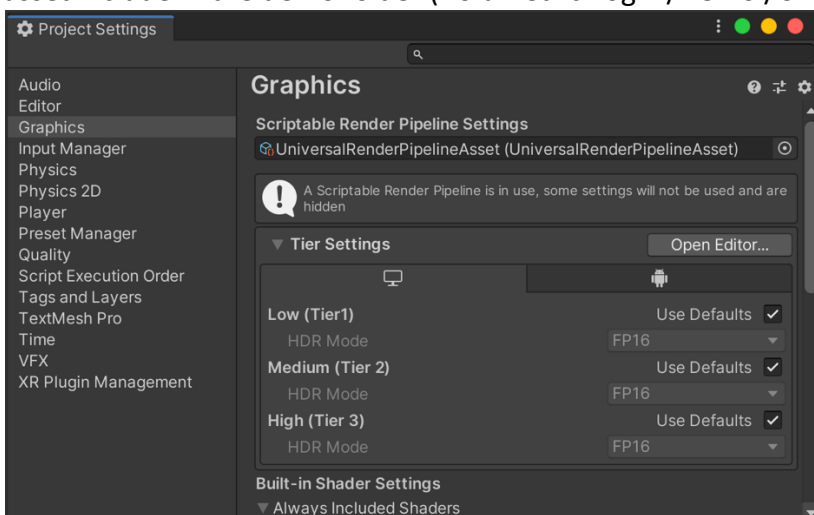 Project Settings
Audio
Editor
Graphics
Input Manager
Physics
Physics 2D
Player
Preset Manager
Quality
Script Execution Order
Tags and Layers
TextMesh Pro
Time
VFX
XR Plugin Management
Graphics
Scriptable Render Pipeline Settings
UniversalRenderPipelineAsset (UniversalRenderPipelineAsset)
A Scriptable Render Pipeline is in use, some settings will not be used and are
hidden
Tier Settings
Open Editor...
Low (Tier1) Use Defaults
HDR Mode FP16
Medium (Tier 2) Use Defaults
HDR Mode FP16
High (Tier 3) Use Defaults
HDR Mode FP16
Built-in Shader Settings
Always Included Shaders